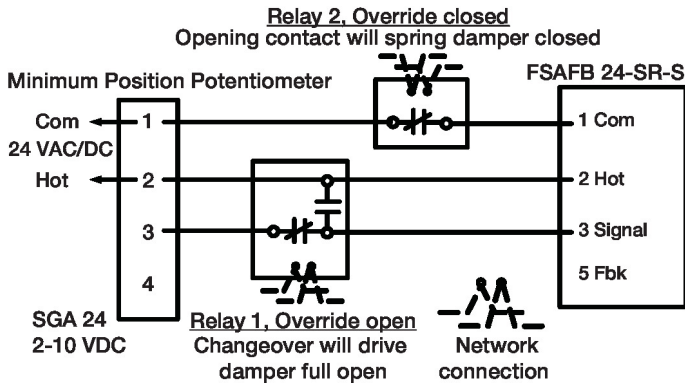 Relay 2, Override closed
Opening contact will spring damper closed
Minimum Position Potentiometer
FSAFB 24-SR-S
Com
1
1 Com
24 VAC/DC
Hot
2
2 Hot
3
3 Signal
4
5 Fbk
SGA 24
2-10 VDC
Relay 1, Override open
Changeover will drive
damper full open
Network
connection